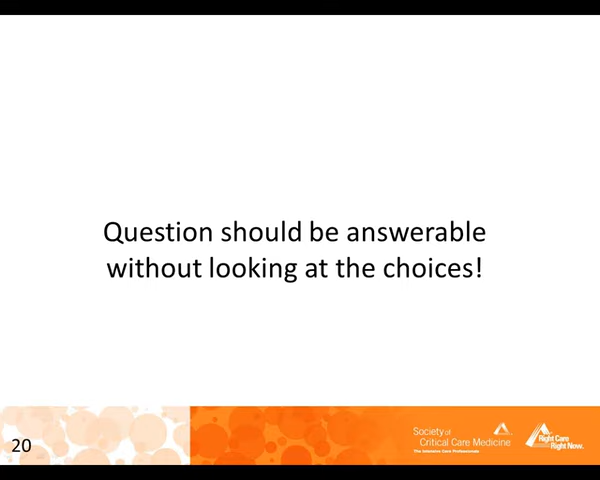 Question should be answerable
without looking at the choices!
20
Society of
Critical Care Medicine
The Intensive Care Professionals
Right Care
Right Now.